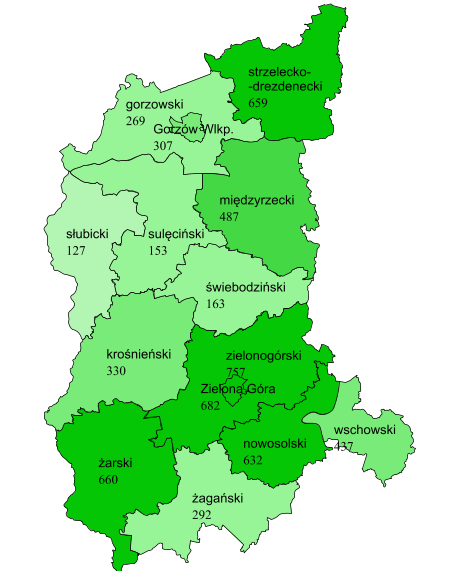 strzelecko-
-drezdenecki
659
gorzowski
269
Gorzów Wlkp.
307
międzyrzecki
487
słubicki
127
sulęciński
153
świebodziński
163
krośnieński
330
zielonogórski
757
Zielona Góra
682
wschowski
437
nowosolski
632
żarski
660
żagański
292